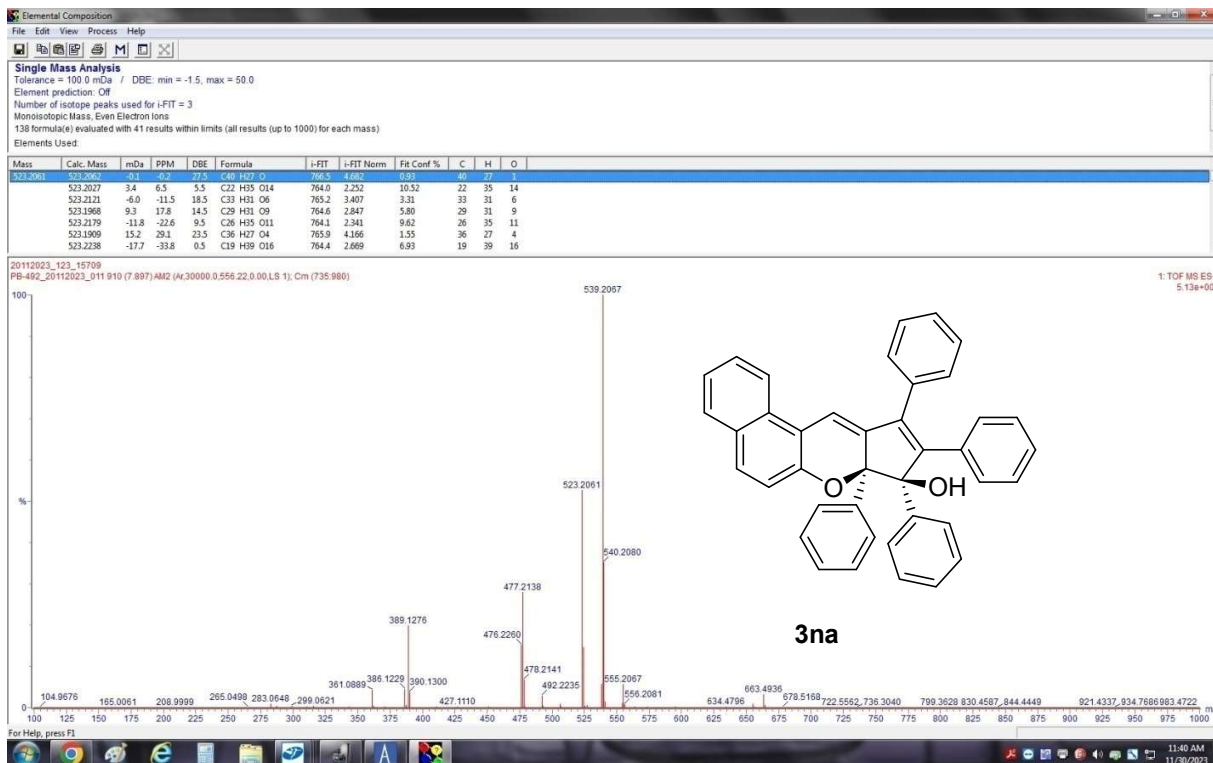 Elemental Composition
File Edit View Process Help
Single Mass Analysis
Tolerance = 100.0 mDa / DBE: min = -1.5, max = 50.0
Element prediction: Off
Number of isotope peaks used for i-FIT = 3
Monoisotopic Mass, Even Electron Ions
138 formula(e) evaluated with 41 results within limits (all results (up to 1000) for each mass)
Elements Used:
Mass Calc. Mass mDa PPM DBE Formula i-FIT i-FIT Norm Fit Conf % C H O
523.2061 523.2062 -0.1 -0.2 27.5 C40 H27 O 766.5 4.682 0.93 40 27 1
523.2027 3.4 6.5 5.5 C22 H35 O14 764.0 2.252 10.52 22 35 14
523.2121 -6.0 -11.5 18.5 C33 H31 O6 765.2 3.407 3.31 33 31 6
523.1968 9.3 17.8 14.5 C29 H31 O9 764.6 2.847 5.80 29 31 9
523.2179 -11.8 -22.6 9.5 C26 H35 O11 764.1 2.341 9.62 26 35 11
523.1909 15.2 29.1 23.5 C36 H27 O4 765.9 4.166 1.55 36 27 4
523.2238 -17.7 -33.8 0.5 C19 H39 O16 764.4 2.669 6.93 19 39 16
20112023_123_15709
PB-492_20112023_011 910 (7.897) AM2 (Ar,30000.0,556.22,0.00,LS 1); Cm (735:980)
1: TOF MS ES
5.13e+00
100
539.2067
523.2061
%
O
OH
540.2080
477.2138
3na
389.1276
476.2260
478.2141
386.1229
361.0889
390.1300
492.2235
555.2067
556.2081
663.4936
104.9676
165.0061
208.9999
265.0498
283.0648
299.0621
427.1110
634.4796
678.5168
722.5562
736.3040
799.3628
830.4587
844.4449
921.4337
934.7686
983.4722
0
100 125 150 175 200 225 250 275 300 325 350 375 400 425 450 475 500 525 550 575 600 625 650 675 700 725 750 775 800 825 850 875 900 925 950 975 1000
m
For Help, press F1
11:40 AM
11/30/2023